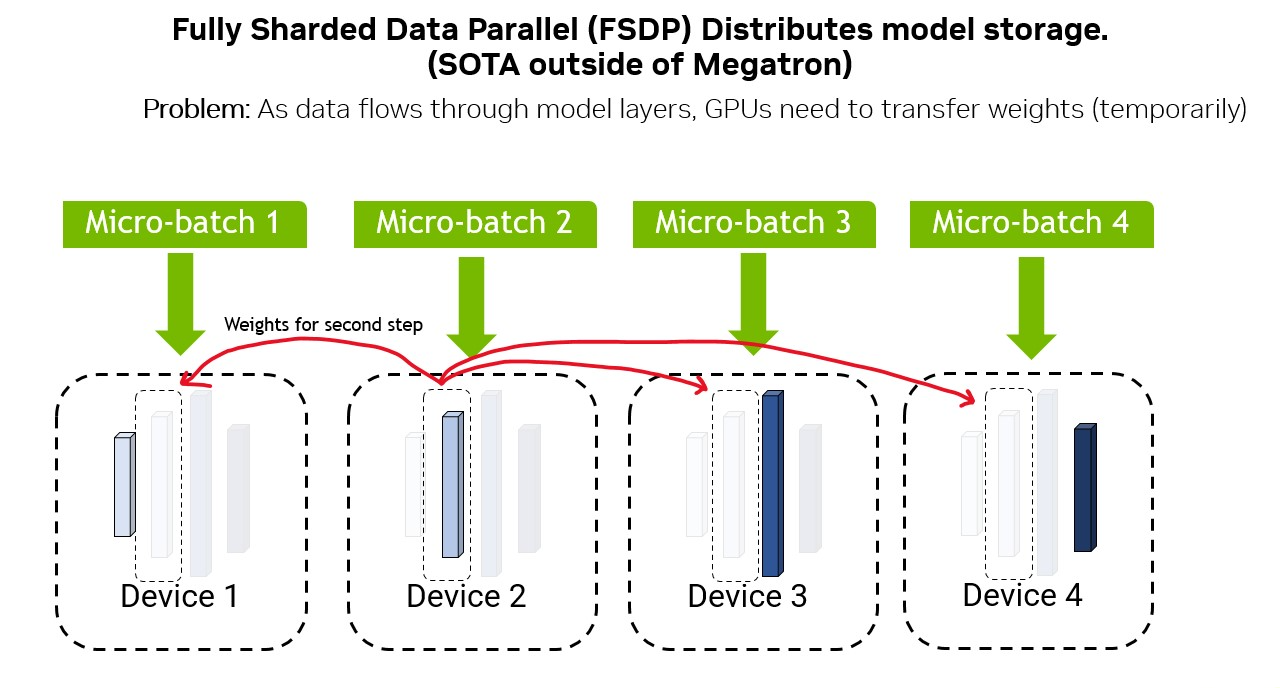 Fully Sharded Data Parallel (FSDP) Distributes model storage.
(SOTA outside of Megatron)
Problem: As data flows through model layers, GPUs need to transfer weights (temporarily)
Micro-batch 1
Micro-batch 2
Micro-batch 3
Micro-batch 4
Weights for second step
Device 1
Device 2
Device 3
Device 4